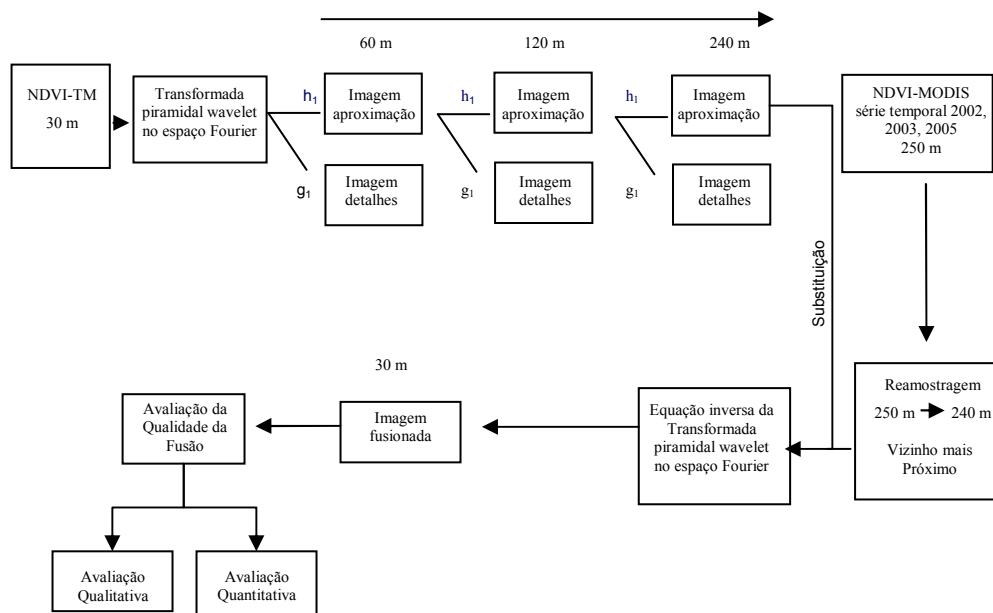 60 m
120 m
240 m
NDVI-TM
30 m
Transformada
piramidal wavelet
no espaço Fourier
h1
Imagem
aproximação
g1
Imagem
detalhes
h1
Imagem
aproximação
g1
Imagem
detalhes
h1
Imagem
aproximação
g1
Imagem
detalhes
NDVI-MODIS
série temporal 2002,
2003, 2005
250 m
Substituição
Reamostragem
250 m 240 m
Vizinho mais
Próximo
Equação inversa da
Transformada
piramidal wavelet
no espaço Fourier
30 m
Imagem
fusionada
Avaliação da
Qualidade da
Fusão
Avaliação
Qualitativa
Avaliação
Quantitativa